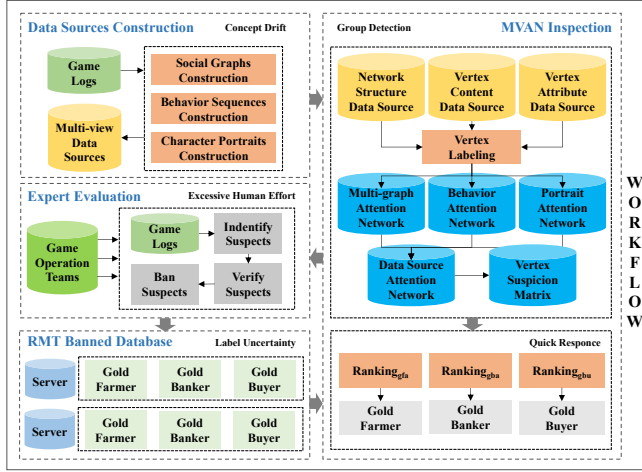 Data Sources Construction
Concept Drift
Game
Logs
Multi-view
Data
Sources
Social Graphs
Construction
Behavior Sequences
Construction
Character Portraits
Construction
Group Detection
MVAN Inspection
Network
Structure
Data Source
Vertex
Content
Data Source
Vertex
Attribute
Data Source
Vertex
Labeling
Multi-graph
Attention
Network
Behavior
Attention
Network
Portrait
Attention
Network
Data Source
Attention
Network
Vertex
Suspicion
Matrix
Expert Evaluation
Excessive Human Effort
Game
Operation
Teams
Game
Logs
Indentify
Suspects
Ban
Suspects
Verify
Suspects
RMT Banned Database
Label Uncertainty
Server
Gold
Farmer
Gold
Banker
Gold
Buyer
Server
Gold
Farmer
Gold
Banker
Gold
Buyer
Quick Responce
Ranking_gfa
Ranking_gba
Ranking_gbu
Gold
Farmer
Gold
Banker
Gold
Buyer
WORKFLOW